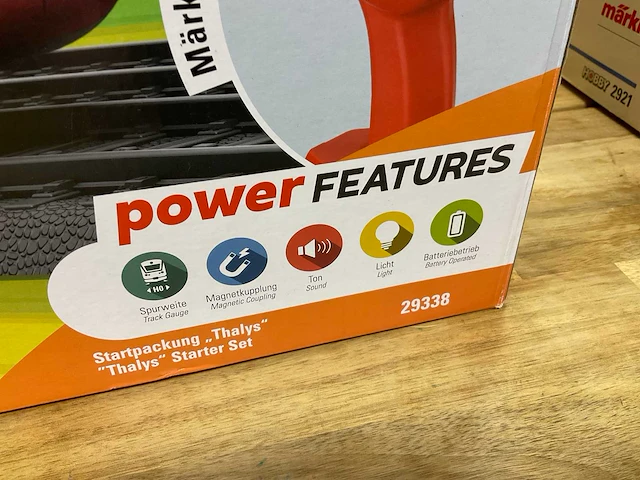 Märk
märkl
HOBBY 2921
power FEATURES
H0
Spurweite
Track Gauge
Magnetkupplung
Magnetic Coupling
Ton
Sound
Licht
Light
Batteriebetrieb
Battery Operated
29338
Startpackung „Thalys“
"Thalys" Starter Set